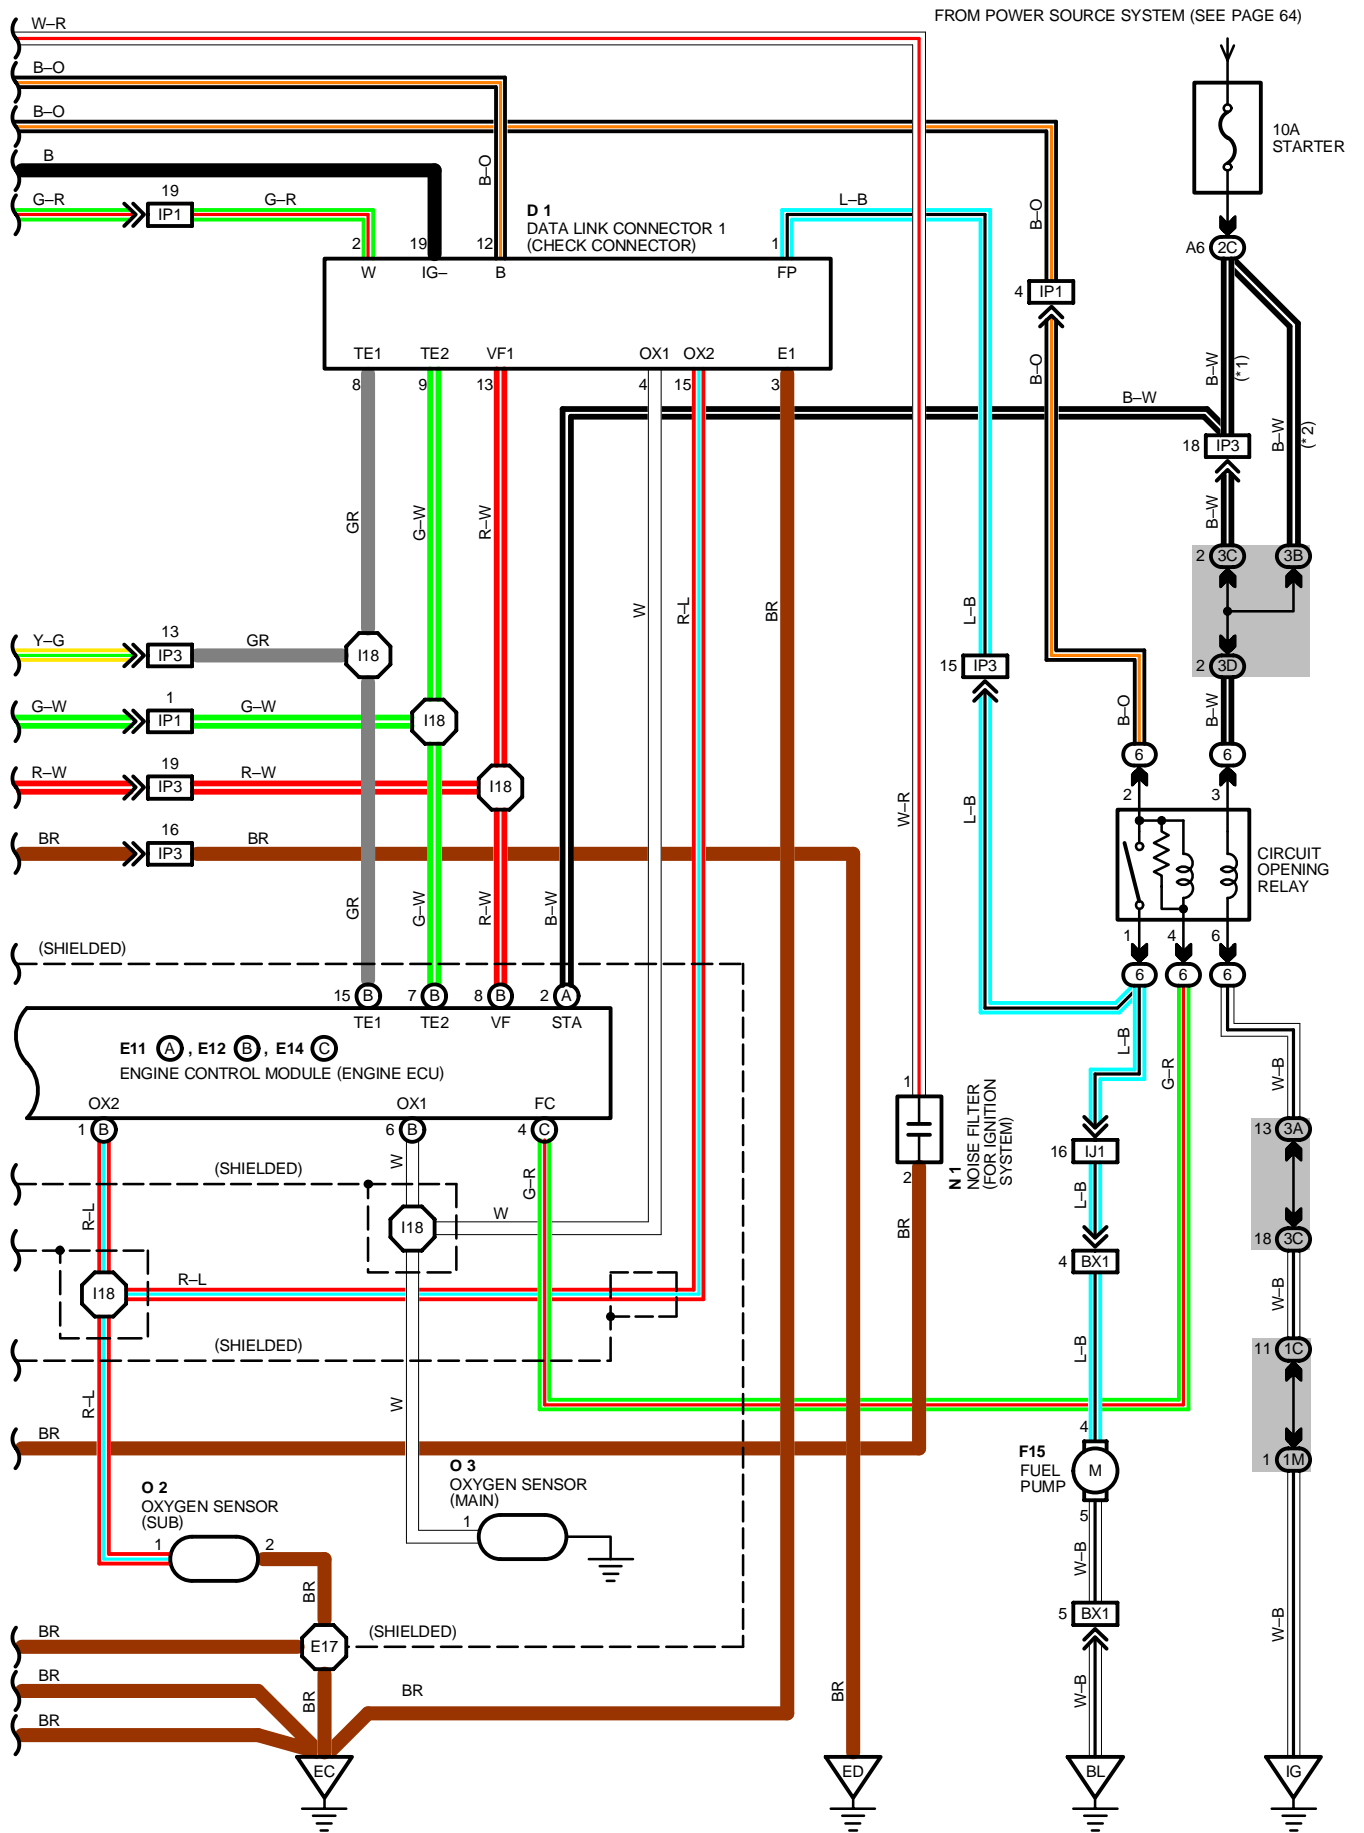 FROM POWER SOURCE SYSTEM (SEE PAGE 64)
W–R
B–O
B–O
B
G–R
19
IP1
G–R
B–O
10A
STARTER
D 1
DATA LINK CONNECTOR 1
(CHECK CONNECTOR)
L–B
B–O
A6
2C
2
19
12
1
W
IG–
B
FP
4
IP1
TE1
TE2
VF1
OX1
OX2
E1
8
9
13
4
15
3
B–O
B–W
(*1)
B–W
(*2)
B–W
18
IP3
GR
G–W
R–W
B–W
2
3C
3B
W
R–L
BR
L–B
Y–G
13
IP3
GR
I18
15
IP3
2
3D
G–W
1
IP1
G–W
I18
B–O
B–W
6
6
R–W
19
IP3
R–W
I18
W–R
L–B
2
3
BR
16
IP3
BR
CIRCUIT
OPENING
RELAY
GR
G–W
R–W
B–W
1
4
6
(SHIELDED)
6
6
6
15
B
7
B
8
B
2
A
TE1
TE2
VF
STA
E11 A , E12 B , E14 C
ENGINE CONTROL MODULE (ENGINE ECU)
L–B
G–R
W–B
OX2
OX1
FC
1
B
6
B
4
C
1
2
N 1
NOISE FILTER
(FOR IGNITION
SYSTEM)
16
IJ1
13
3A
(SHIELDED)
W
G–R
L–B
R–L
I18
W
BR
18
3C
4
BX1
I18
R–L
W–B
(SHIELDED)
L–B
11
1C
R–L
W
BR
4
F15
FUEL
PUMP
M
1
1M
O 3
OXYGEN SENSOR
(MAIN)
O 2
OXYGEN SENSOR
(SUB)
1
1
2
5
W–B
BR
5
BX1
W–B
BR
E17
(SHIELDED)
BR
BR
BR
BR
BR
W–B
EC
ED
BL
IG